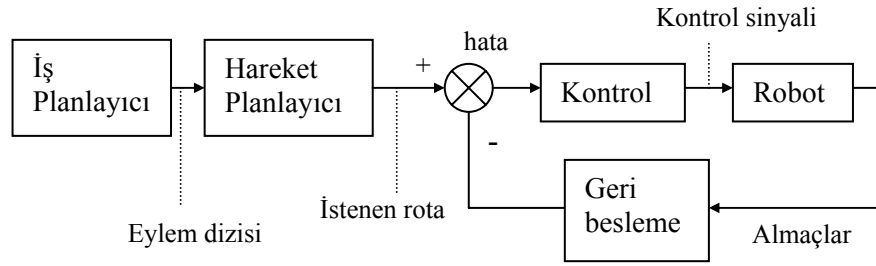 Kontrol sinyali
hata
İş
Planlayıcı
Hareket
Planlayıcı
+
Kontrol
Robot
-
Geri
besleme
İstenen rota
Eylem dizisi
Almaçlar